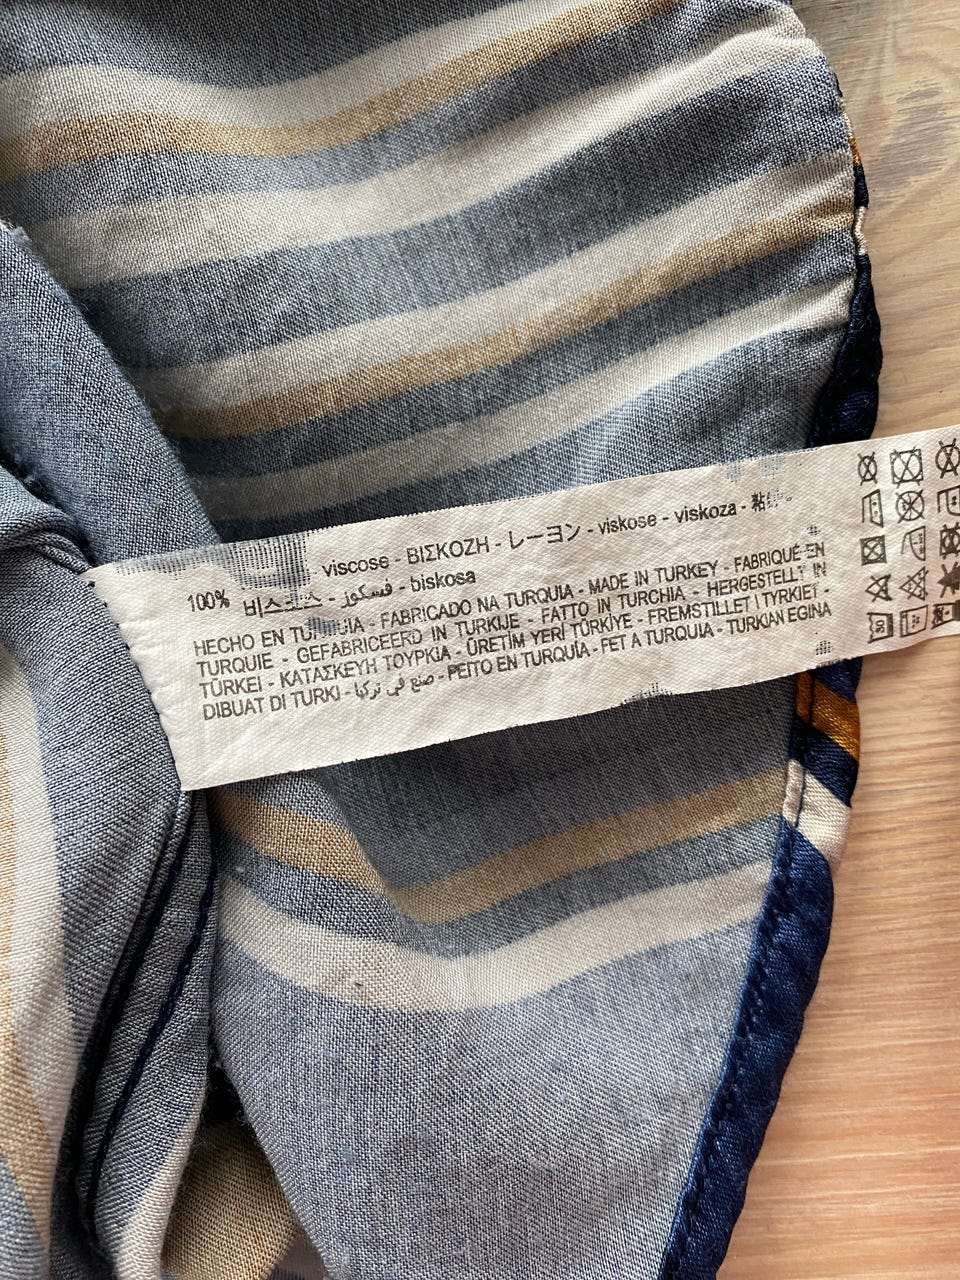 100% viscose - ΒΙΣΚΟΖΗ - レーヨン - viskose - viskoza -
비스코스 - فسكوز - biskosa
HECHO EN TURQUIA - FABRICADO NA TURQUIA - MADE IN TURKEY - FABRIQUÉ EN
TURQUIE - GEFABRICEERD IN TURKIJE - FATTO IN TURCHIA - HERGESTELLT IN
TÜRKEI - ΚΑΤΑΣΚΕΥΗ ΤΟΥΡΚΙΑ - ÜRETİM YERİ TÜRKİYE - FREMSTILLET I TYRKIET -
DIBUAT DI TURKI - صنع في تركيا - PEITO EN TURQUÍA - FET A TURQUIA - TURKIAN EGINA
30